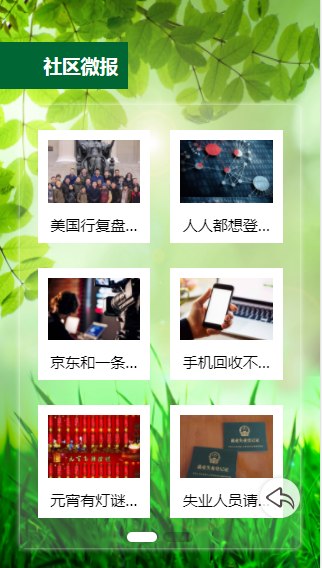 社区微报
美国行复盘...
人人都想登...
京东和一条...
手机回收不...
元宵有灯谜...
失业人员请...